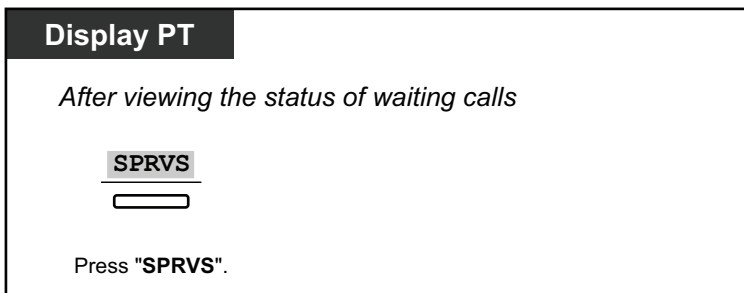 Display PT
After viewing the status of waiting calls
SPRVS
Press "SPRVS".